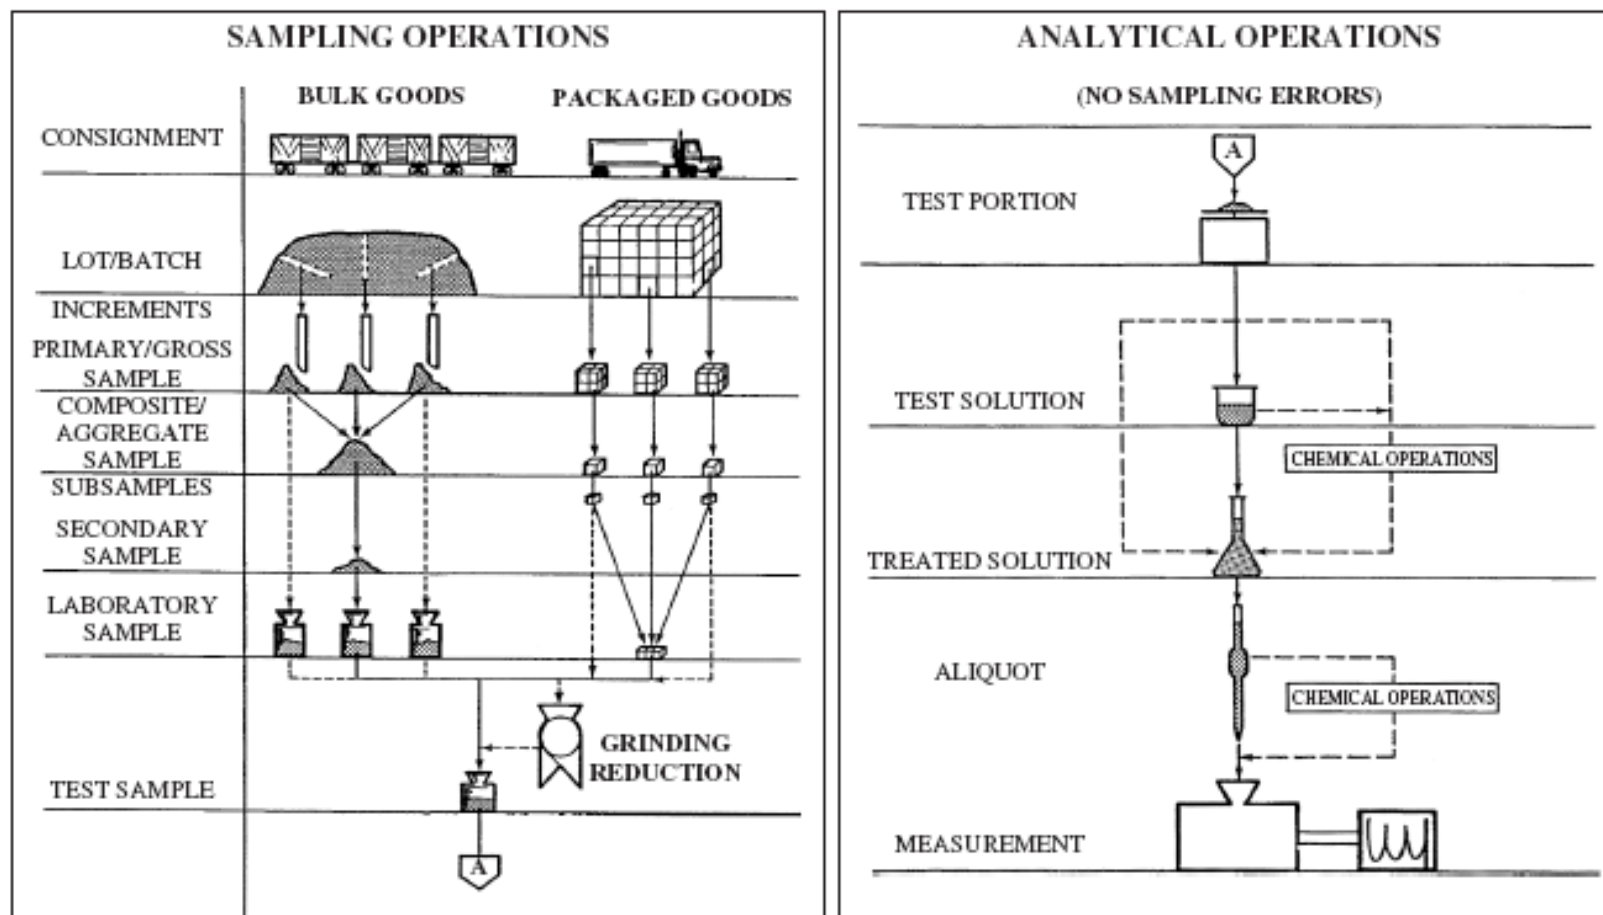 SAMPLING OPERATIONS
BULK GOODS
PACKAGED GOODS
CONSIGNMENT
LOT/BATCH
INCREMENTS
PRIMARY/GROSS
SAMPLE
COMPOSITE/
AGGREGATE
SAMPLE
SUBSAMPLES
SECONDARY
SAMPLE
LABORATORY
SAMPLE
GRINDING
REDUCTION
TEST SAMPLE
A
ANALYTICAL OPERATIONS
(NO SAMPLING ERRORS)
A
TEST PORTION
TEST SOLUTION
CHEMICAL OPERATIONS
TREATED SOLUTION
ALIQUOT
CHEMICAL OPERATIONS
MEASUREMENT